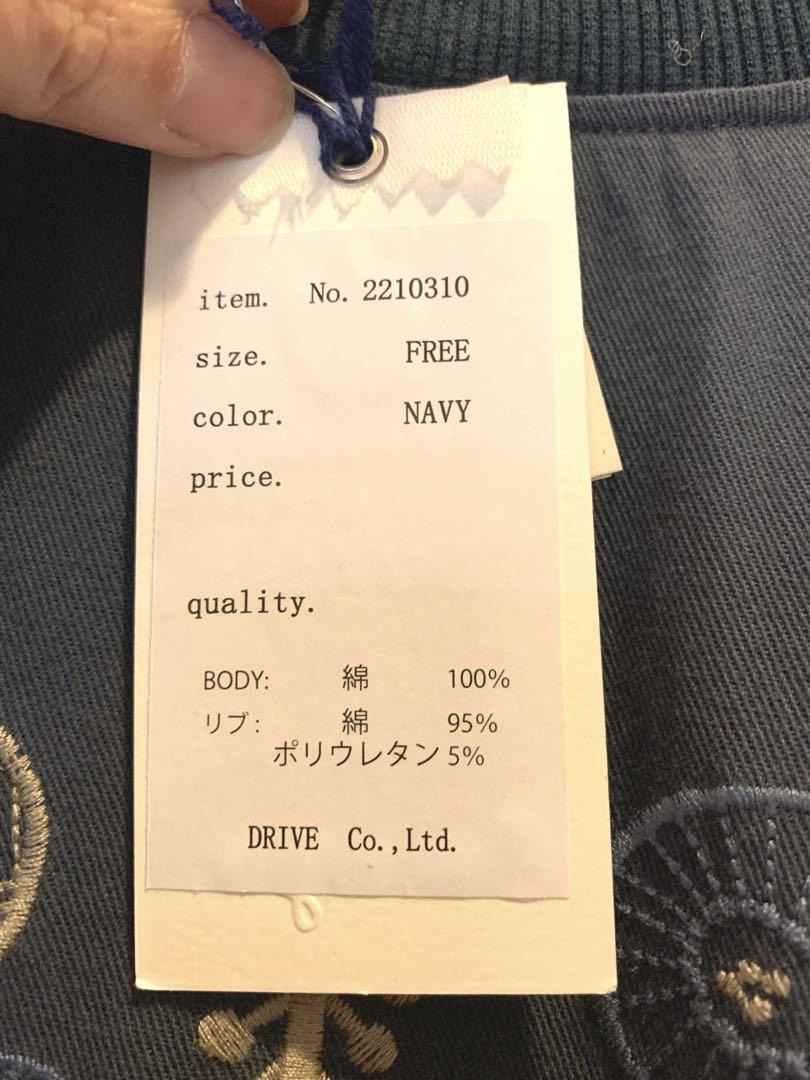 item. No. 2210310
size. FREE
color. NAVY
price.
quality.
BODY: 綿 100%
リブ: 綿 95%
ポリウレタン 5%
DRIVE Co.,Ltd.